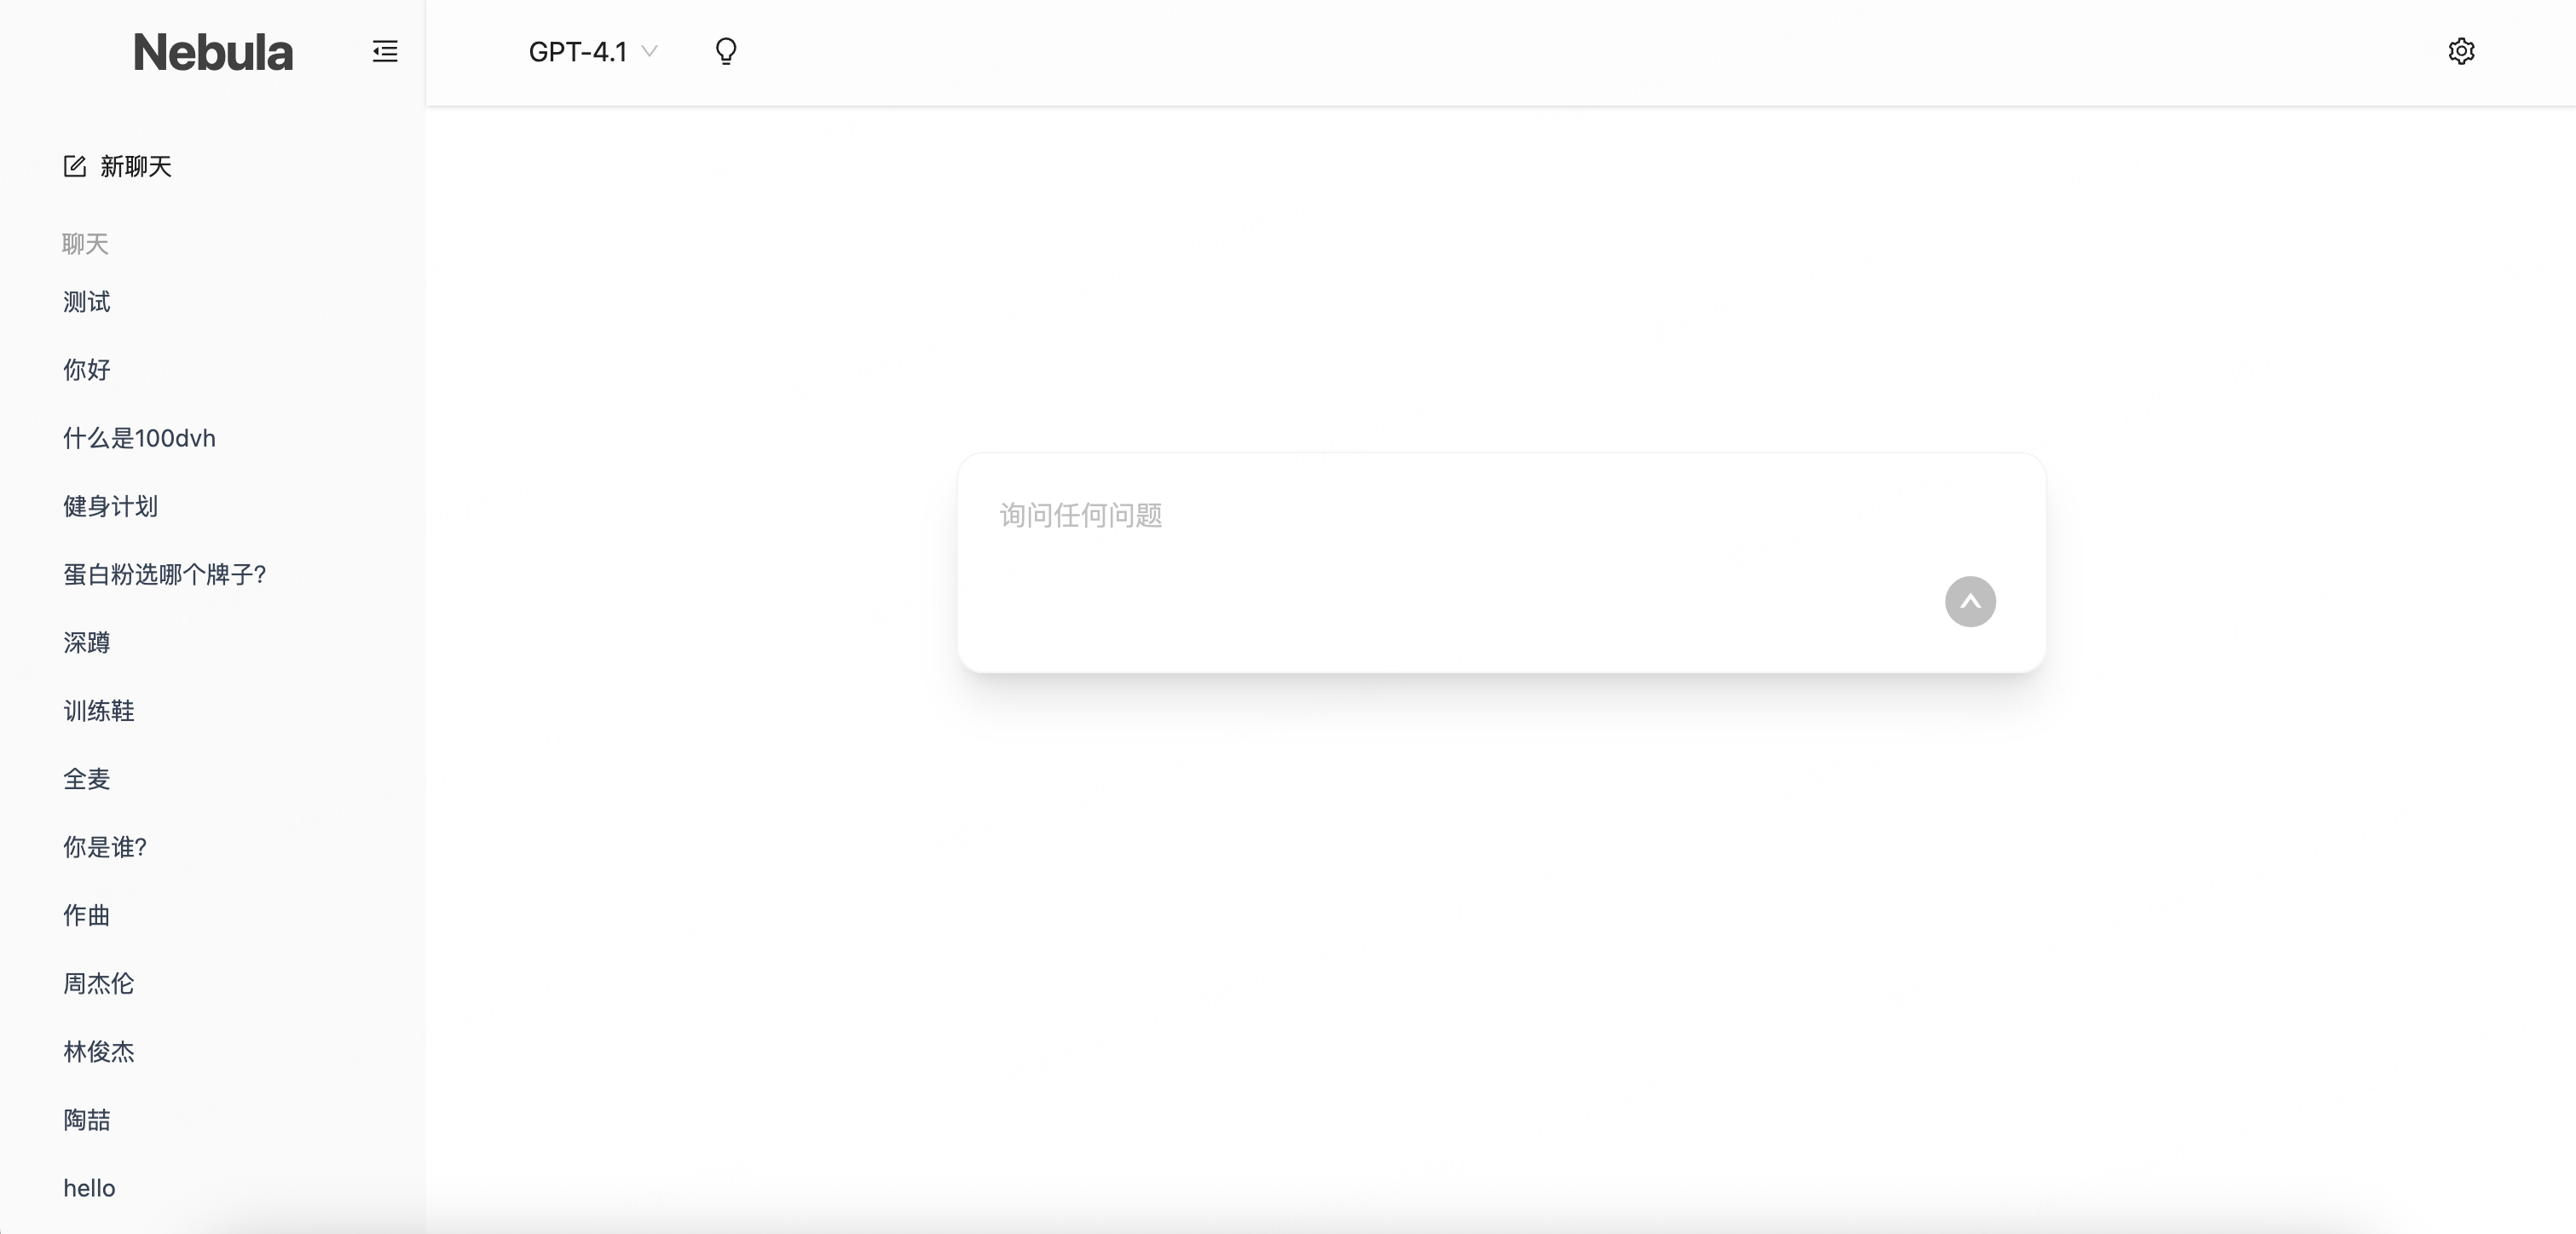 Nebula
GPT-4.1
新聊天
聊天
测试
你好
什么是100dvh
健身计划
蛋白粉选哪个牌子?
深蹲
训练鞋
全麦
你是谁?
作曲
周杰伦
林俊杰
陶喆
hello
询问任何问题